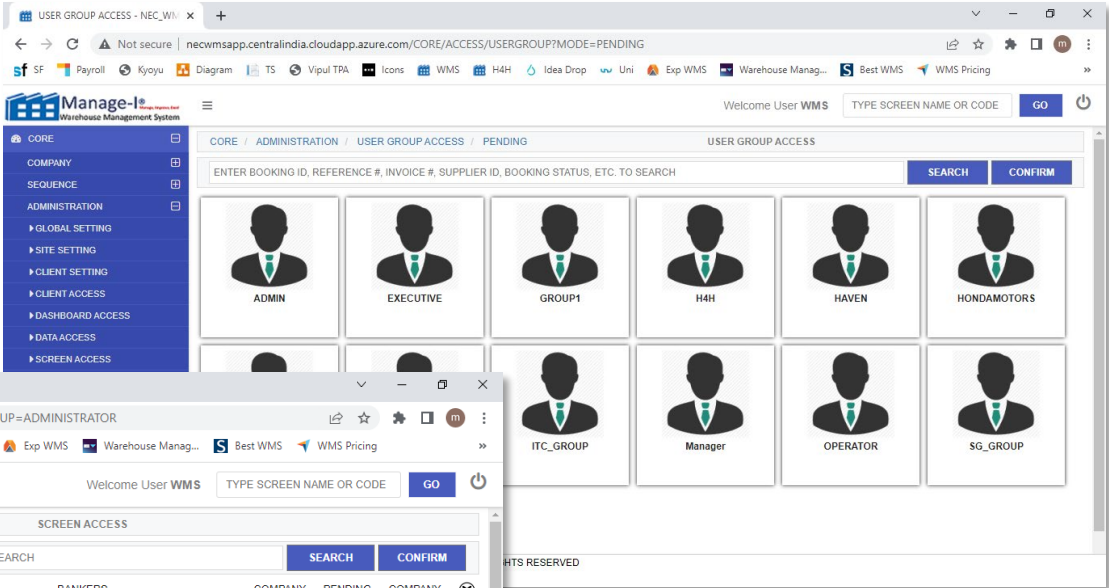 USER GROUP ACCESS - NEC_WM
Not secure | necwmsapp.centralindia.cloudapp.azure.com/CORE/ACCESS/USERGROUP?MODE=PENDING
m
SF Payroll Kyoyu Diagram TS Vipul TPA Icons WMS H4H Idea Drop Uni Exp WMS Warehouse Manag... Best WMS WMS Pricing »
Manage-I
Warehouse Management System
Welcome User WMS TYPE SCREEN NAME OR CODE GO
CORE
COMPANY
SEQUENCE
ADMINISTRATION
GLOBAL SETTING
SITE SETTING
CLIENT SETTING
CLIENT ACCESS
DASHBOARD ACCESS
DATA ACCESS
SCREEN ACCESS
CORE / ADMINISTRATION / USER GROUP ACCESS / PENDING USER GROUP ACCESS
ENTER BOOKING ID, REFERENCE #, INVOICE #, SUPPLIER ID, BOOKING STATUS, ETC. TO SEARCH SEARCH CONFIRM
ADMIN EXECUTIVE GROUP1 H4H HAVEN HONDAMOTORS
ITC_GROUP Manager OPERATOR SG_GROUP
HTS RESERVED
UP=ADMINISTRATOR
m
Exp WMS Warehouse Manag... Best WMS WMS Pricing »
Welcome User WMS TYPE SCREEN NAME OR CODE GO
SCREEN ACCESS
EARCH SEARCH CONFIRM
BANKERS COMPANY PENDING COMPANY